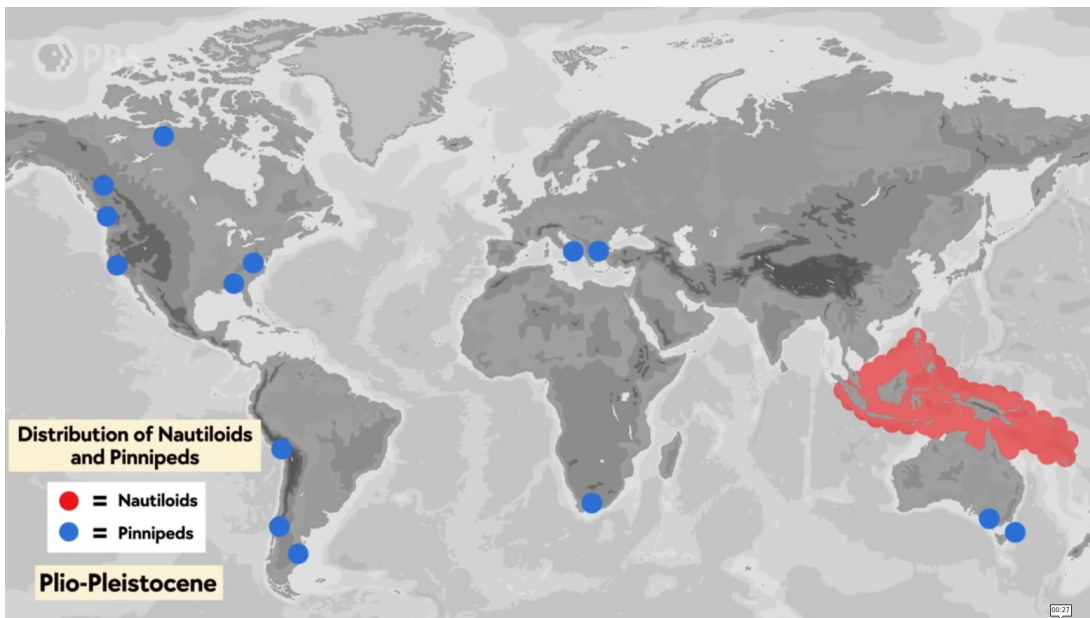 PBS
Distribution of Nautiloids
and Pinnipeds
= Nautiloids
= Pinnipeds
Plio-Pleistocene
00:27